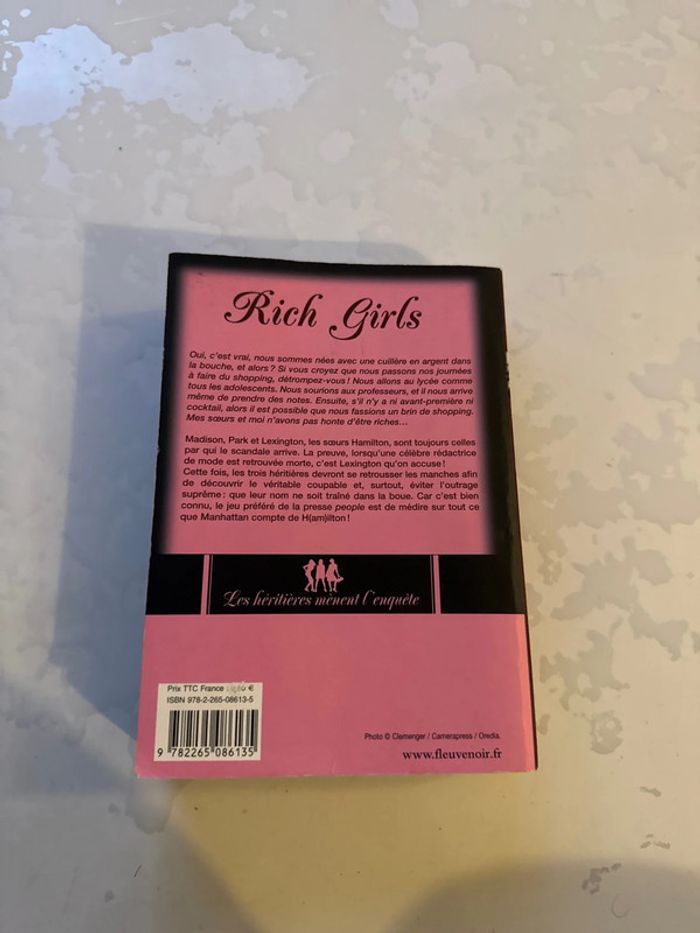 Rich Girls
Oui, c'est vrai, nous sommes nées avec une cuillère en argent dans
la bouche, et alors ? Si vous croyez que nous passons nos journées
à faire du shopping, détrompez-vous ! Nous allons au lycée comme
tous les adolescents. Nous sourions aux professeurs, et il nous arrive
même de prendre des notes. Ensuite, s'il n'y a ni avant-première ni
cocktail, alors il est possible que nous fassions un brin de shopping.
Mes sœurs et moi n'avons pas honte d'être riches...
Madison, Park et Lexington, les sœurs Hamilton, sont toujours celles
par qui le scandale arrive. La preuve, lorsqu'une célèbre rédactrice
de mode est retrouvée morte, c'est Lexington qu'on accuse !
Cette fois, les trois héritières devront se retrousser les manches afin
de découvrir le véritable coupable et, surtout, éviter l'outrage
suprême : que leur nom ne soit traîné dans la boue. Car c'est bien
connu, le jeu préféré de la presse people est de médire sur tout ce
que Manhattan compte de H(am)ilton !
Les héritières mènent l'enquête
Prix TTC France : €
ISBN 978-2-265-08613-5
9 782265 086135
Photo © Clemenger / Camerapress / Oredia.
www.fleuvenoir.fr